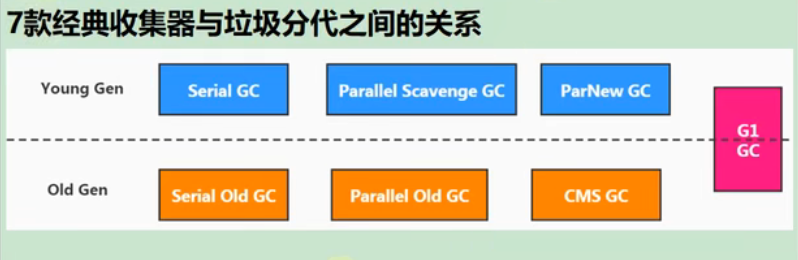 7款经典收集器与垃圾分代之间的关系
Young Gen
Serial GC
Parallel Scavenge GC
ParNew GC
G1
GC
Old Gen
Serial Old GC
Parallel Old GC
CMS GC